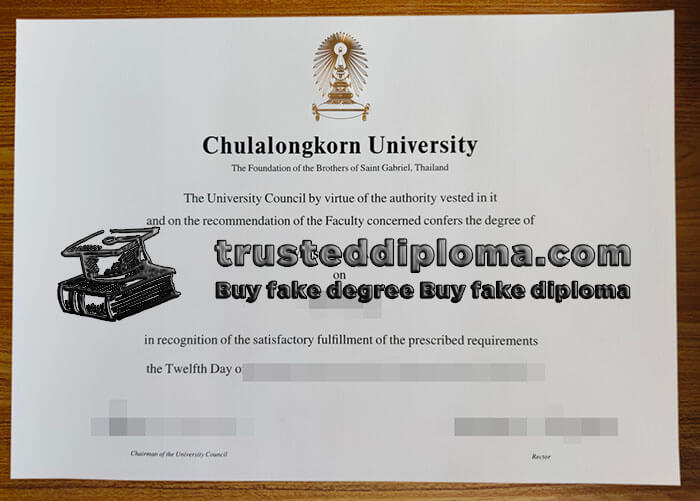 Chulalongkorn University
The Foundation of the Brothers of Saint Gabriel, Thailand
The University Council by virtue of the authority vested in it
and on the recommendation of the Faculty concerned confers the degree of
trusteddiploma.com
on
Buy fake degree Buy fake diploma
in recognition of the satisfactory fulfillment of the prescribed requirements
the Twelfth Day o
Chairman of the University Council
Rector